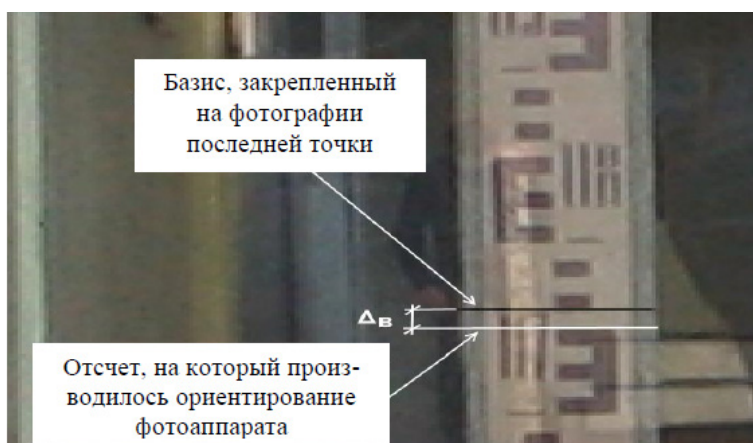 Базис, закрепленный
на фотографии
последней точки
Δв
Отсчет, на который произ-
водилось ориентирование
фотоаппарата